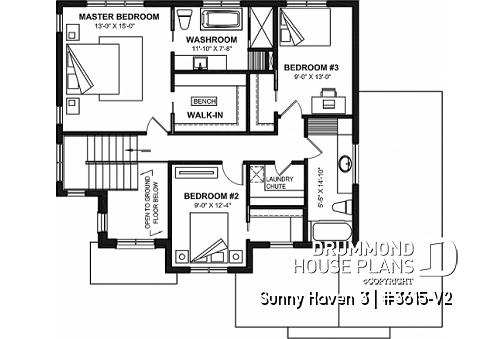 MASTER BEDROOM
13'-0" X 15'-0"
WASHROOM
11'-10" X 7'-8"
BEDROOM #3
9'-0" X 13'-0"
BENCH
WALK-IN
OPEN TO GROUND
FLOOR BELOW
BEDROOM #2
9'-0" X 12'-4"
LAUNDRY
CHUTE
5'-6" X 14'-10"
DRUMMOND
HOUSE PLANS
©COPYRIGHT
Sunny Haven 3 | #3615-V2